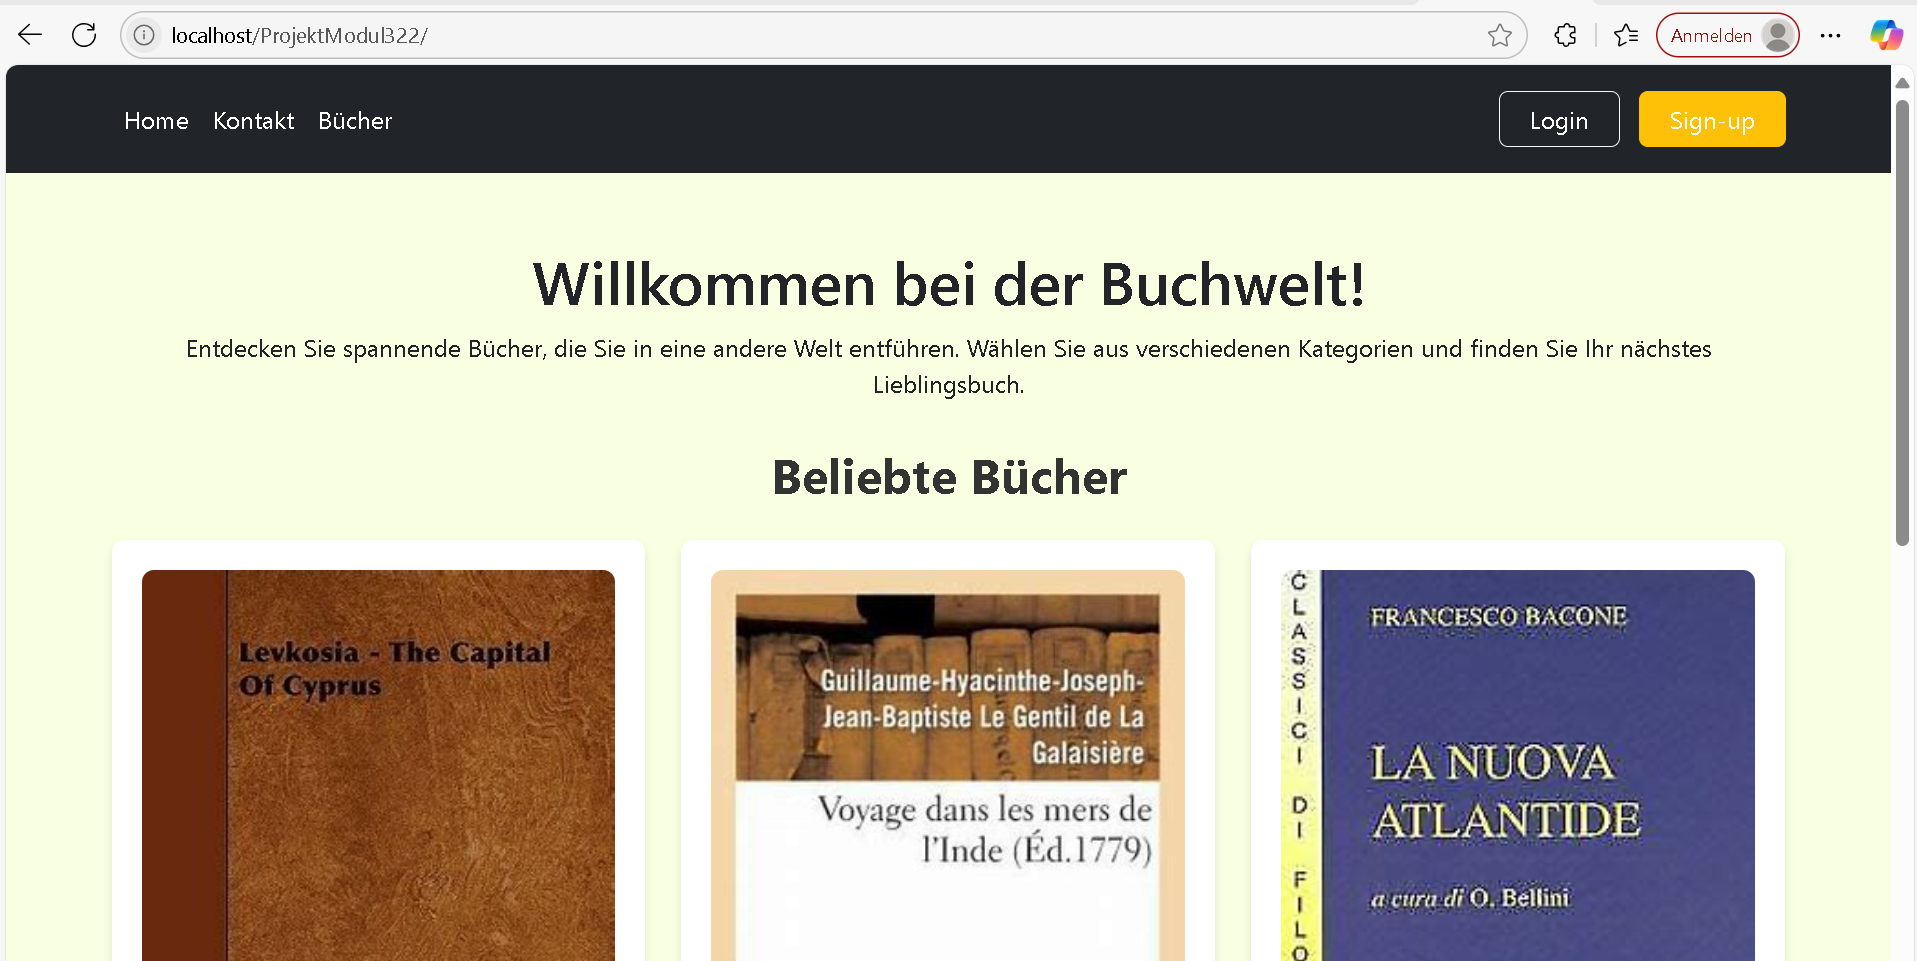 localhost/ProjektModul322/
Anmelden
Home Kontakt Bücher Login Sign-up
Willkommen bei der Buchwelt!
Entdecken Sie spannende Bücher, die Sie in eine andere Welt entführen. Wählen Sie aus verschiedenen Kategorien und finden Sie Ihr nächstes
Lieblingsbuch.
Beliebte Bücher
Levkosia - The Capital
Of Cyprus
Guillaume-Hyacinthe-Joseph-
Jean-Baptiste Le Gentil de La
Galaisière
Voyage dans les mers de
l'Inde (Éd.1779)
CLASSICI DI FILO
FRANCESCO BACONE
LA NUOVA
ATLANTIDE
a cura di O. Bellini